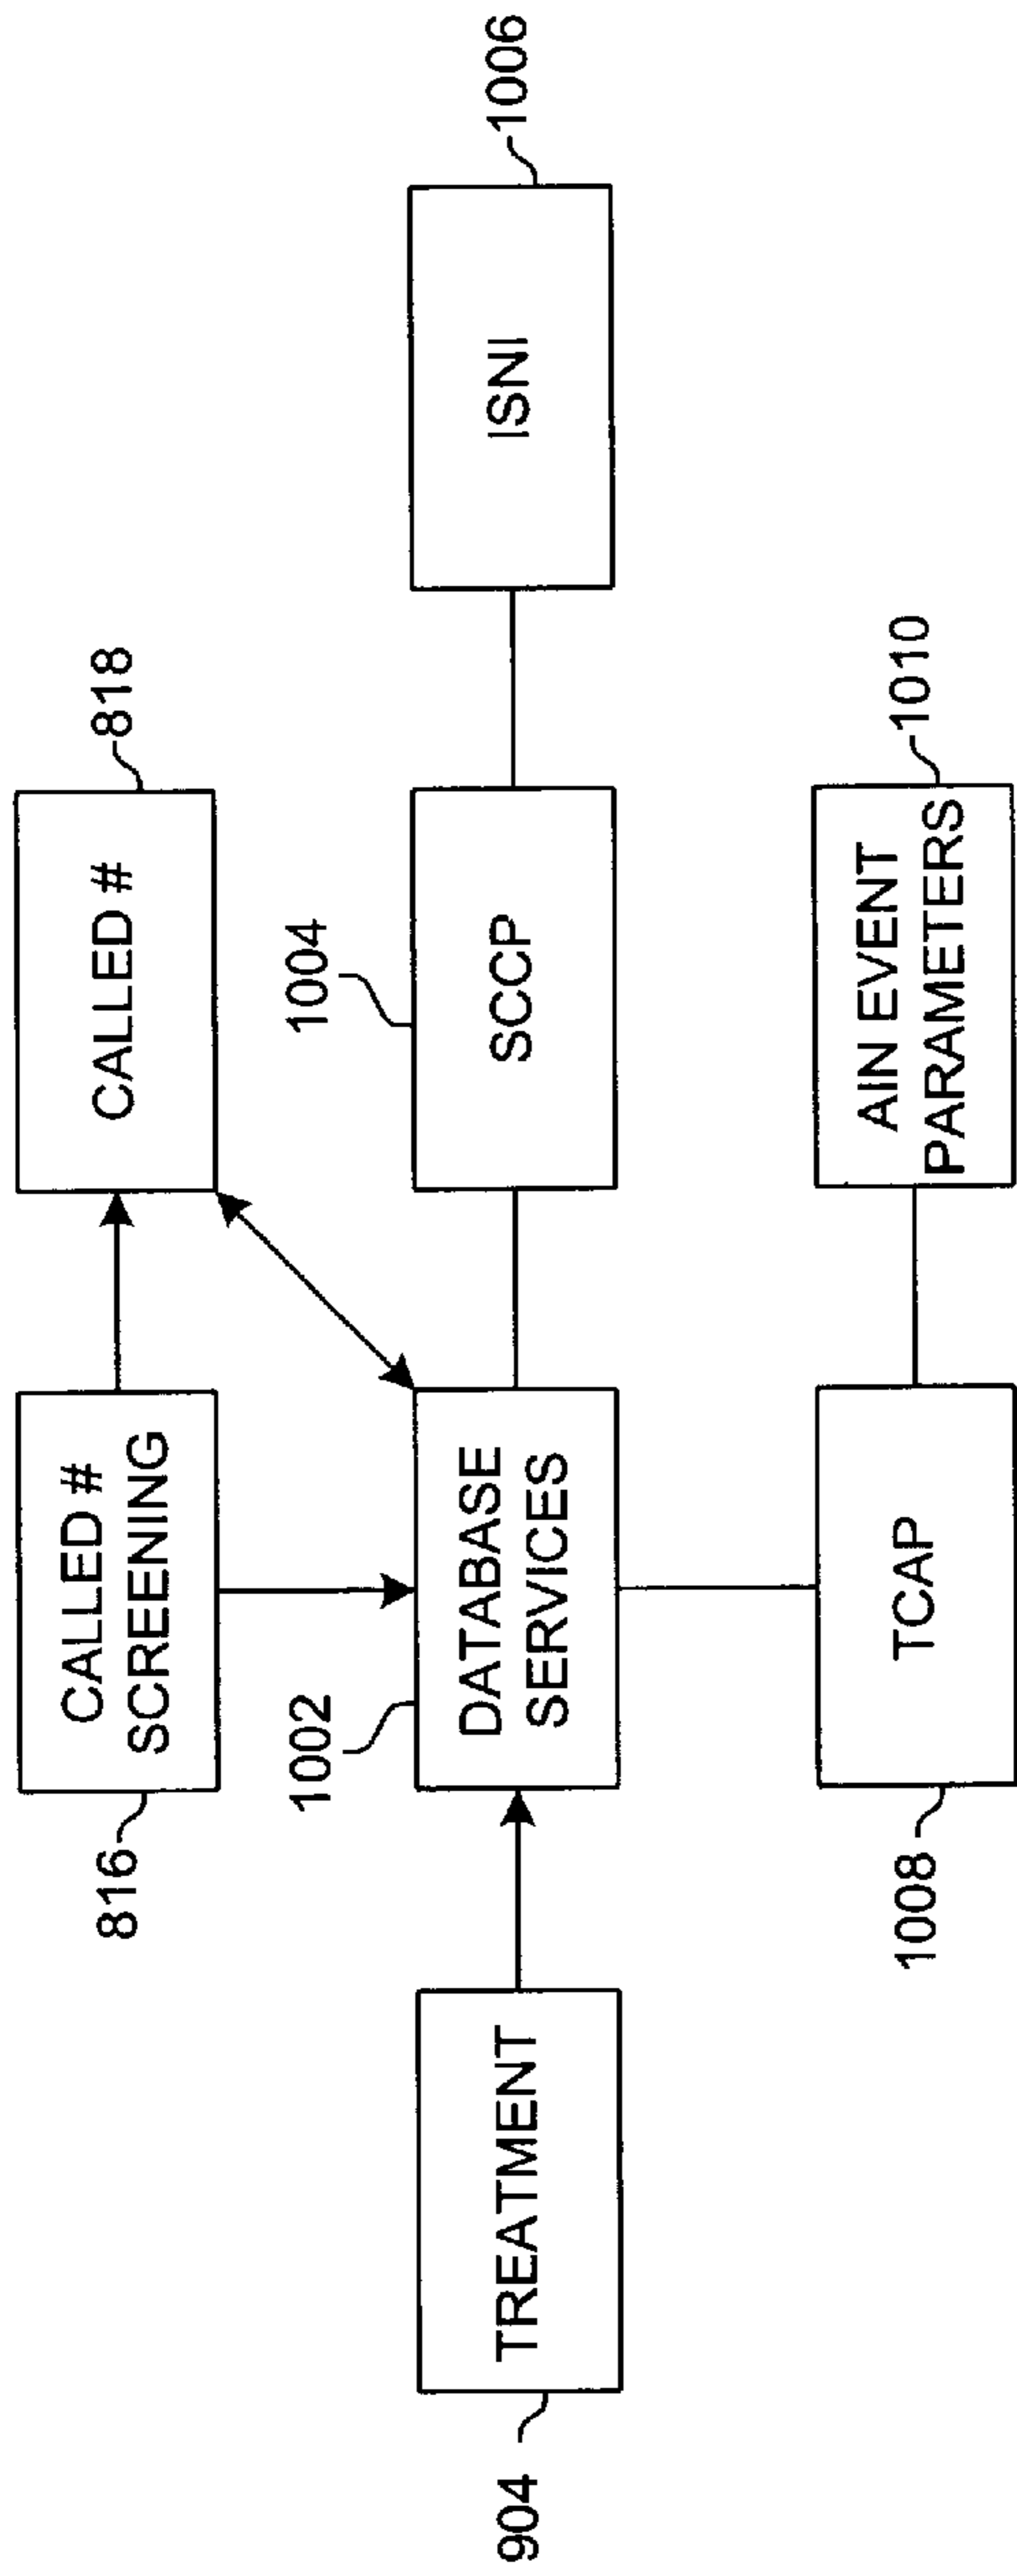 816
CALLED #
SCREENING
CALLED #
818
904
TREATMENT
1002
DATABASE
SERVICES
1004
SCCP
ISNI
1006
1008
TCAP
AIN EVENT
PARAMETERS
1010